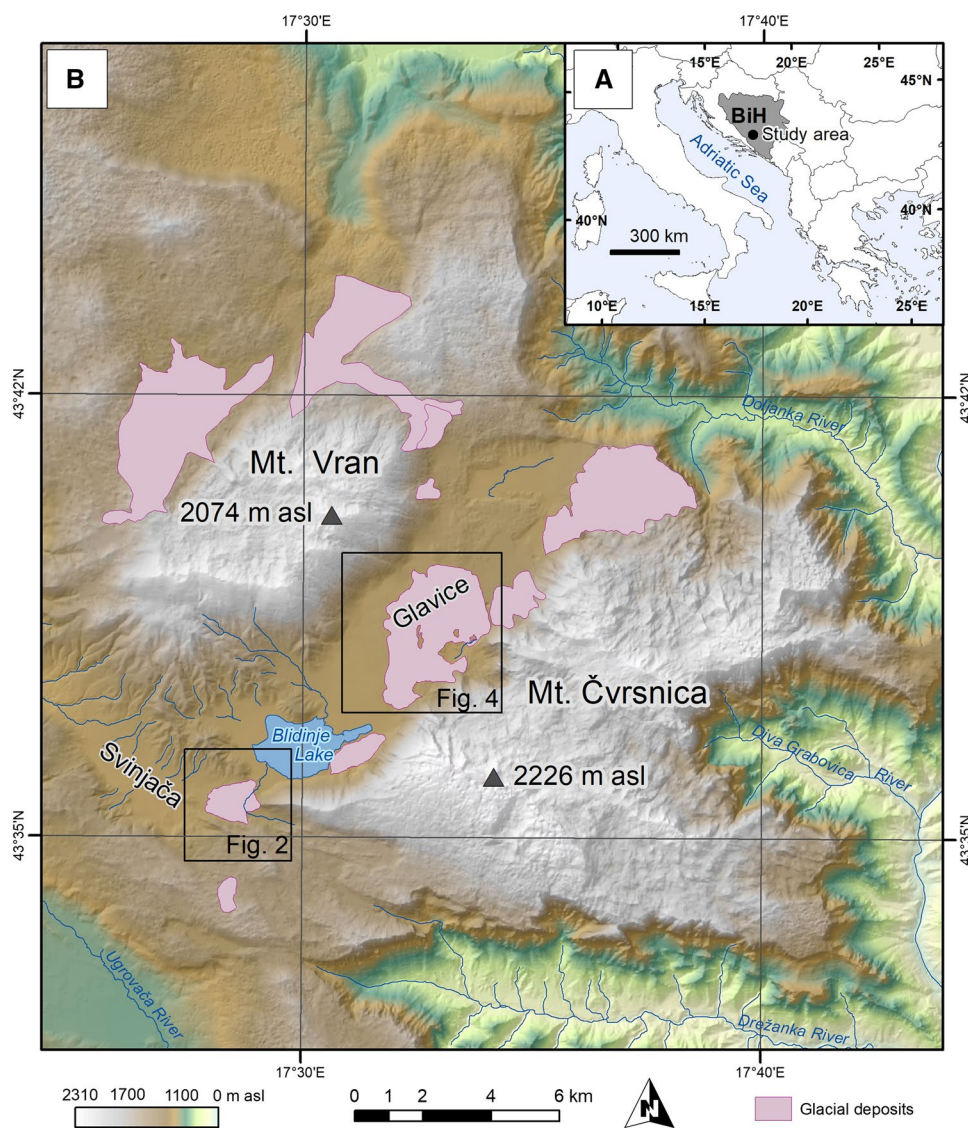 17°30'E
17°40'E
B
A
15°E
20°E
25°E
45°N
BiH
Study area
Adriatic Sea
40°N
40°N
300 km
10°E
15°E
20°E
25°E
43°42'N
43°42'N
Doljanka River
Mt. Vran
2074 m asl
Glavice
Fig. 4
Mt. Čvrsnica
Blidinje
Lake
Svinjača
2226 m asl
Diva Grabovica River
Fig. 2
43°35'N
43°35'N
Ugrovača River
Drežanka River
17°30'E
17°40'E
2310 1700 1100 0 m asl
0 1 2 4 6 km
N
Glacial deposits